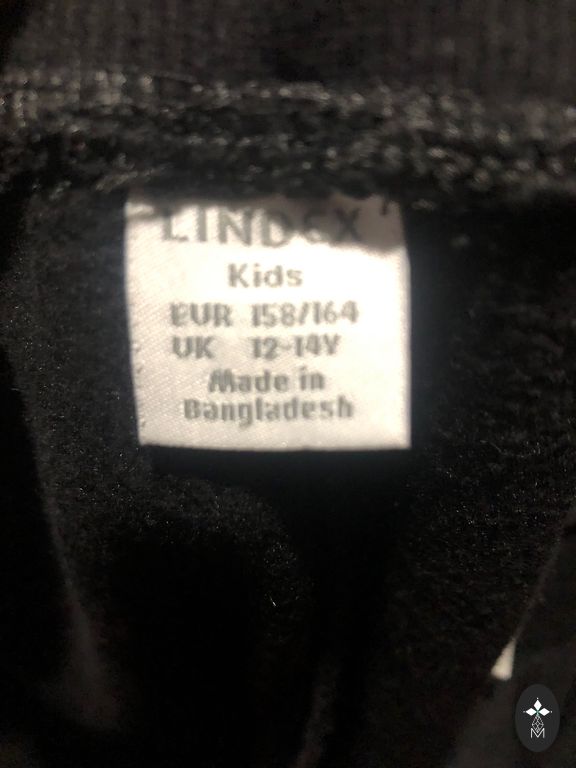 LINDEX
Kids
EUR 158/164
UK 12-14Y
Made in
Bangladesh
M